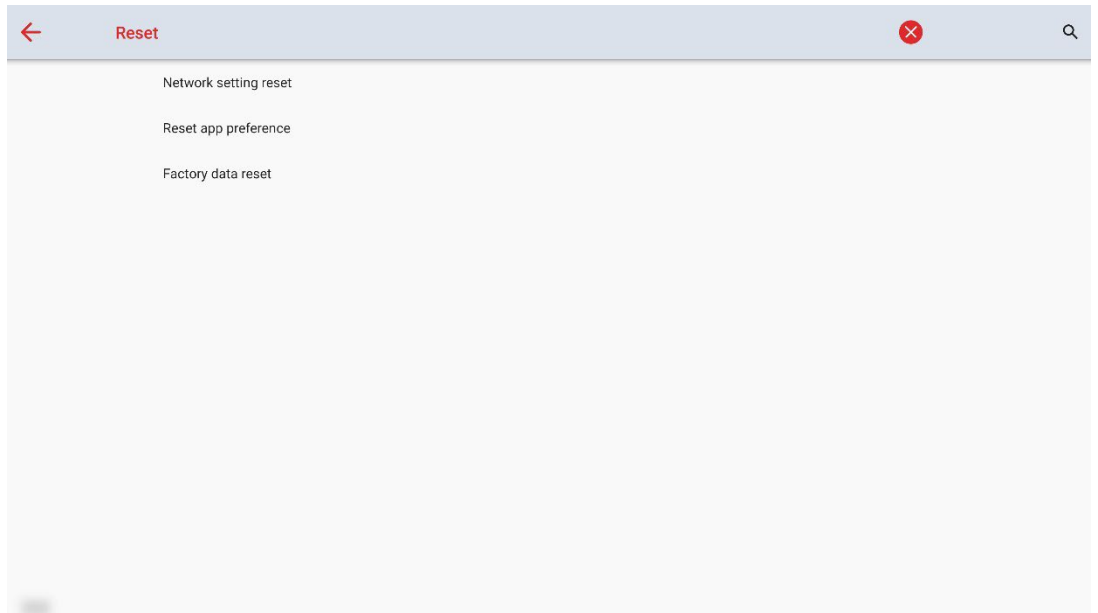 Reset
Network setting reset
Reset app preference
Factory data reset